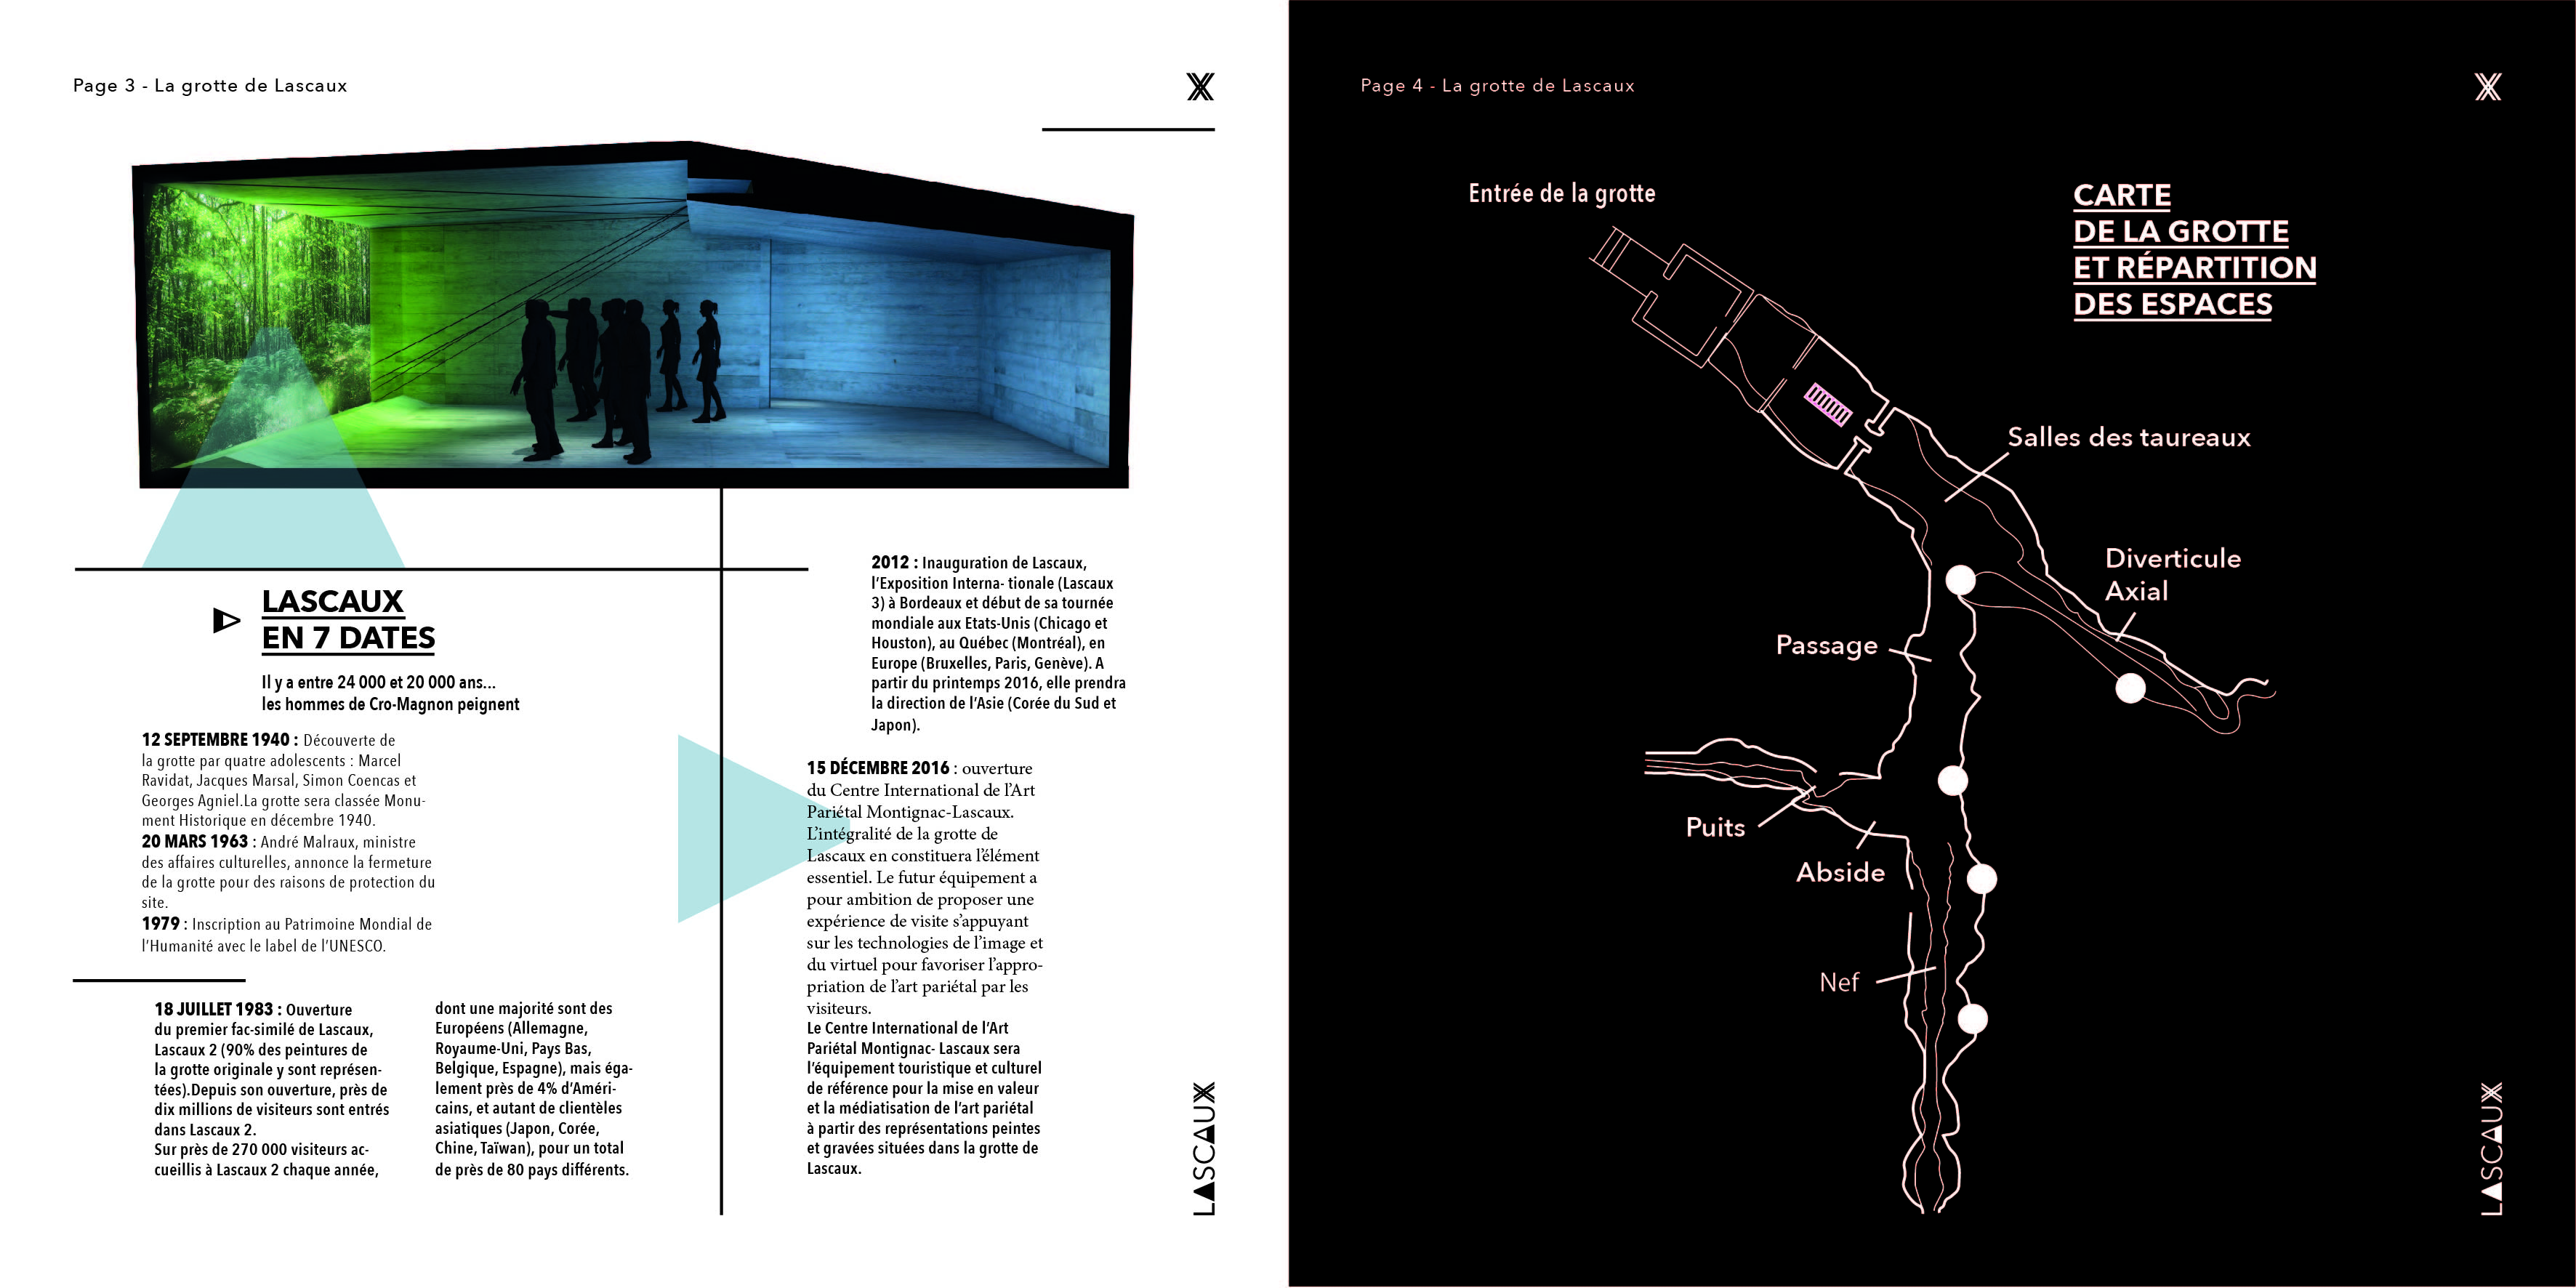 Page 3 - La grotte de Lascaux
LASCAUX
EN 7 DATES
Il y a entre 24 000 et 20 000 ans...
les hommes de Cro-Magnon peignent
12 SEPTEMBRE 1940 : Découverte de
la grotte par quatre adolescents : Marcel
Ravidat, Jacques Marsal, Simon Coencas et
Georges Agniel.La grotte sera classée Monu-
ment Historique en décembre 1940.
20 MARS 1963 : André Malraux, ministre
des affaires culturelles, annonce la fermeture
de la grotte pour des raisons de protection du
site.
1979 : Inscription au Patrimoine Mondial de
l'Humanité avec le label de l'UNESCO.
18 JUILLET 1983 : Ouverture
du premier fac-similé de Lascaux,
Lascaux 2 (90% des peintures de
la grotte originale y sont représen-
tées).Depuis son ouverture, près de
dix millions de visiteurs sont entrés
dans Lascaux 2.
Sur près de 270 000 visiteurs ac-
cueillis à Lascaux 2 chaque année,
dont une majorité sont des
Européens (Allemagne,
Royaume-Uni, Pays Bas,
Belgique, Espagne), mais éga-
lement près de 4% d'Améri-
cains, et autant de clientèles
asiatiques (Japon, Corée,
Chine, Taïwan), pour un total
de près de 80 pays différents.
2012 : Inauguration de Lascaux,
l'Exposition Interna- tionale (Lascaux
3) à Bordeaux et début de sa tournée
mondiale aux Etats-Unis (Chicago et
Houston), au Québec (Montréal), en
Europe (Bruxelles, Paris, Genève). A
partir du printemps 2016, elle prendra
la direction de l'Asie (Corée du Sud et
Japon).
15 DÉCEMBRE 2016 : ouverture
du Centre International de l'Art
Pariétal Montignac-Lascaux.
L'intégralité de la grotte de
Lascaux en constituera l'élément
essentiel. Le futur équipement a
pour ambition de proposer une
expérience de visite s'appuyant
sur les technologies de l'image et
du virtuel pour favoriser l'appro-
priation de l'art pariétal par les
visiteurs.
Le Centre International de l'Art
Pariétal Montignac- Lascaux sera
l'équipement touristique et culturel
de référence pour la mise en valeur
et la médiatisation de l'art pariétal
à partir des représentations peintes
et gravées situées dans la grotte de
Lascaux.
LASCAUX
Page 4 - La grotte de Lascaux
CARTE
DE LA GROTTE
ET RÉPARTITION
DES ESPACES
Entrée de la grotte
Salles des taureaux
Diverticule
Axial
Passage
Puits
Abside
Nef
LASCAUX